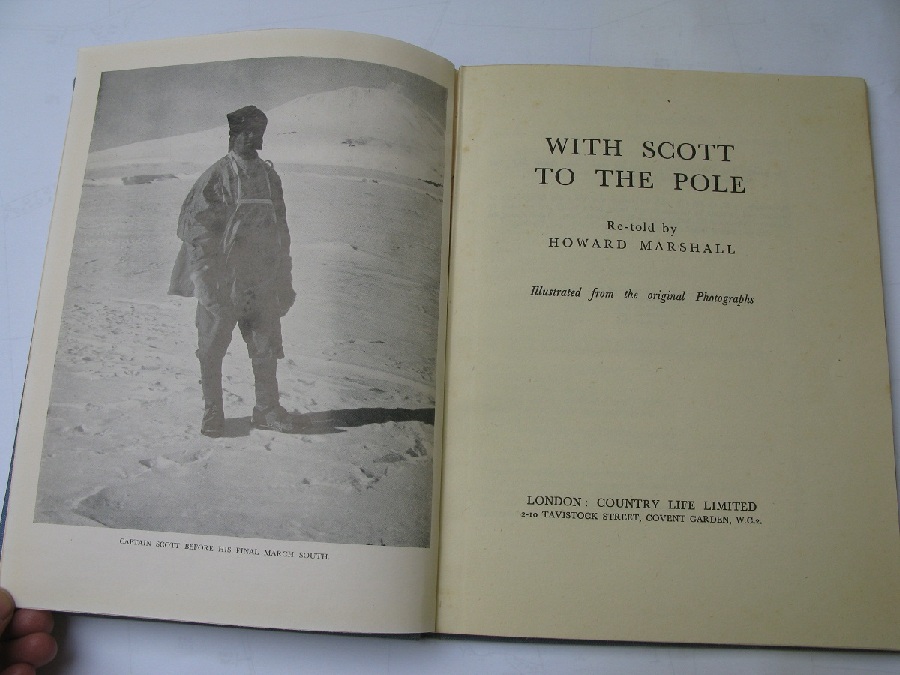 CAPTAIN SCOTT BEFORE HIS FINAL MARCH SOUTH.
WITH SCOTT
TO THE POLE
Re-told by
HOWARD MARSHALL
Illustrated from the original Photographs
LONDON: COUNTRY LIFE LIMITED
2-10 TAVISTOCK STREET, COVENT GARDEN, W.C.2.